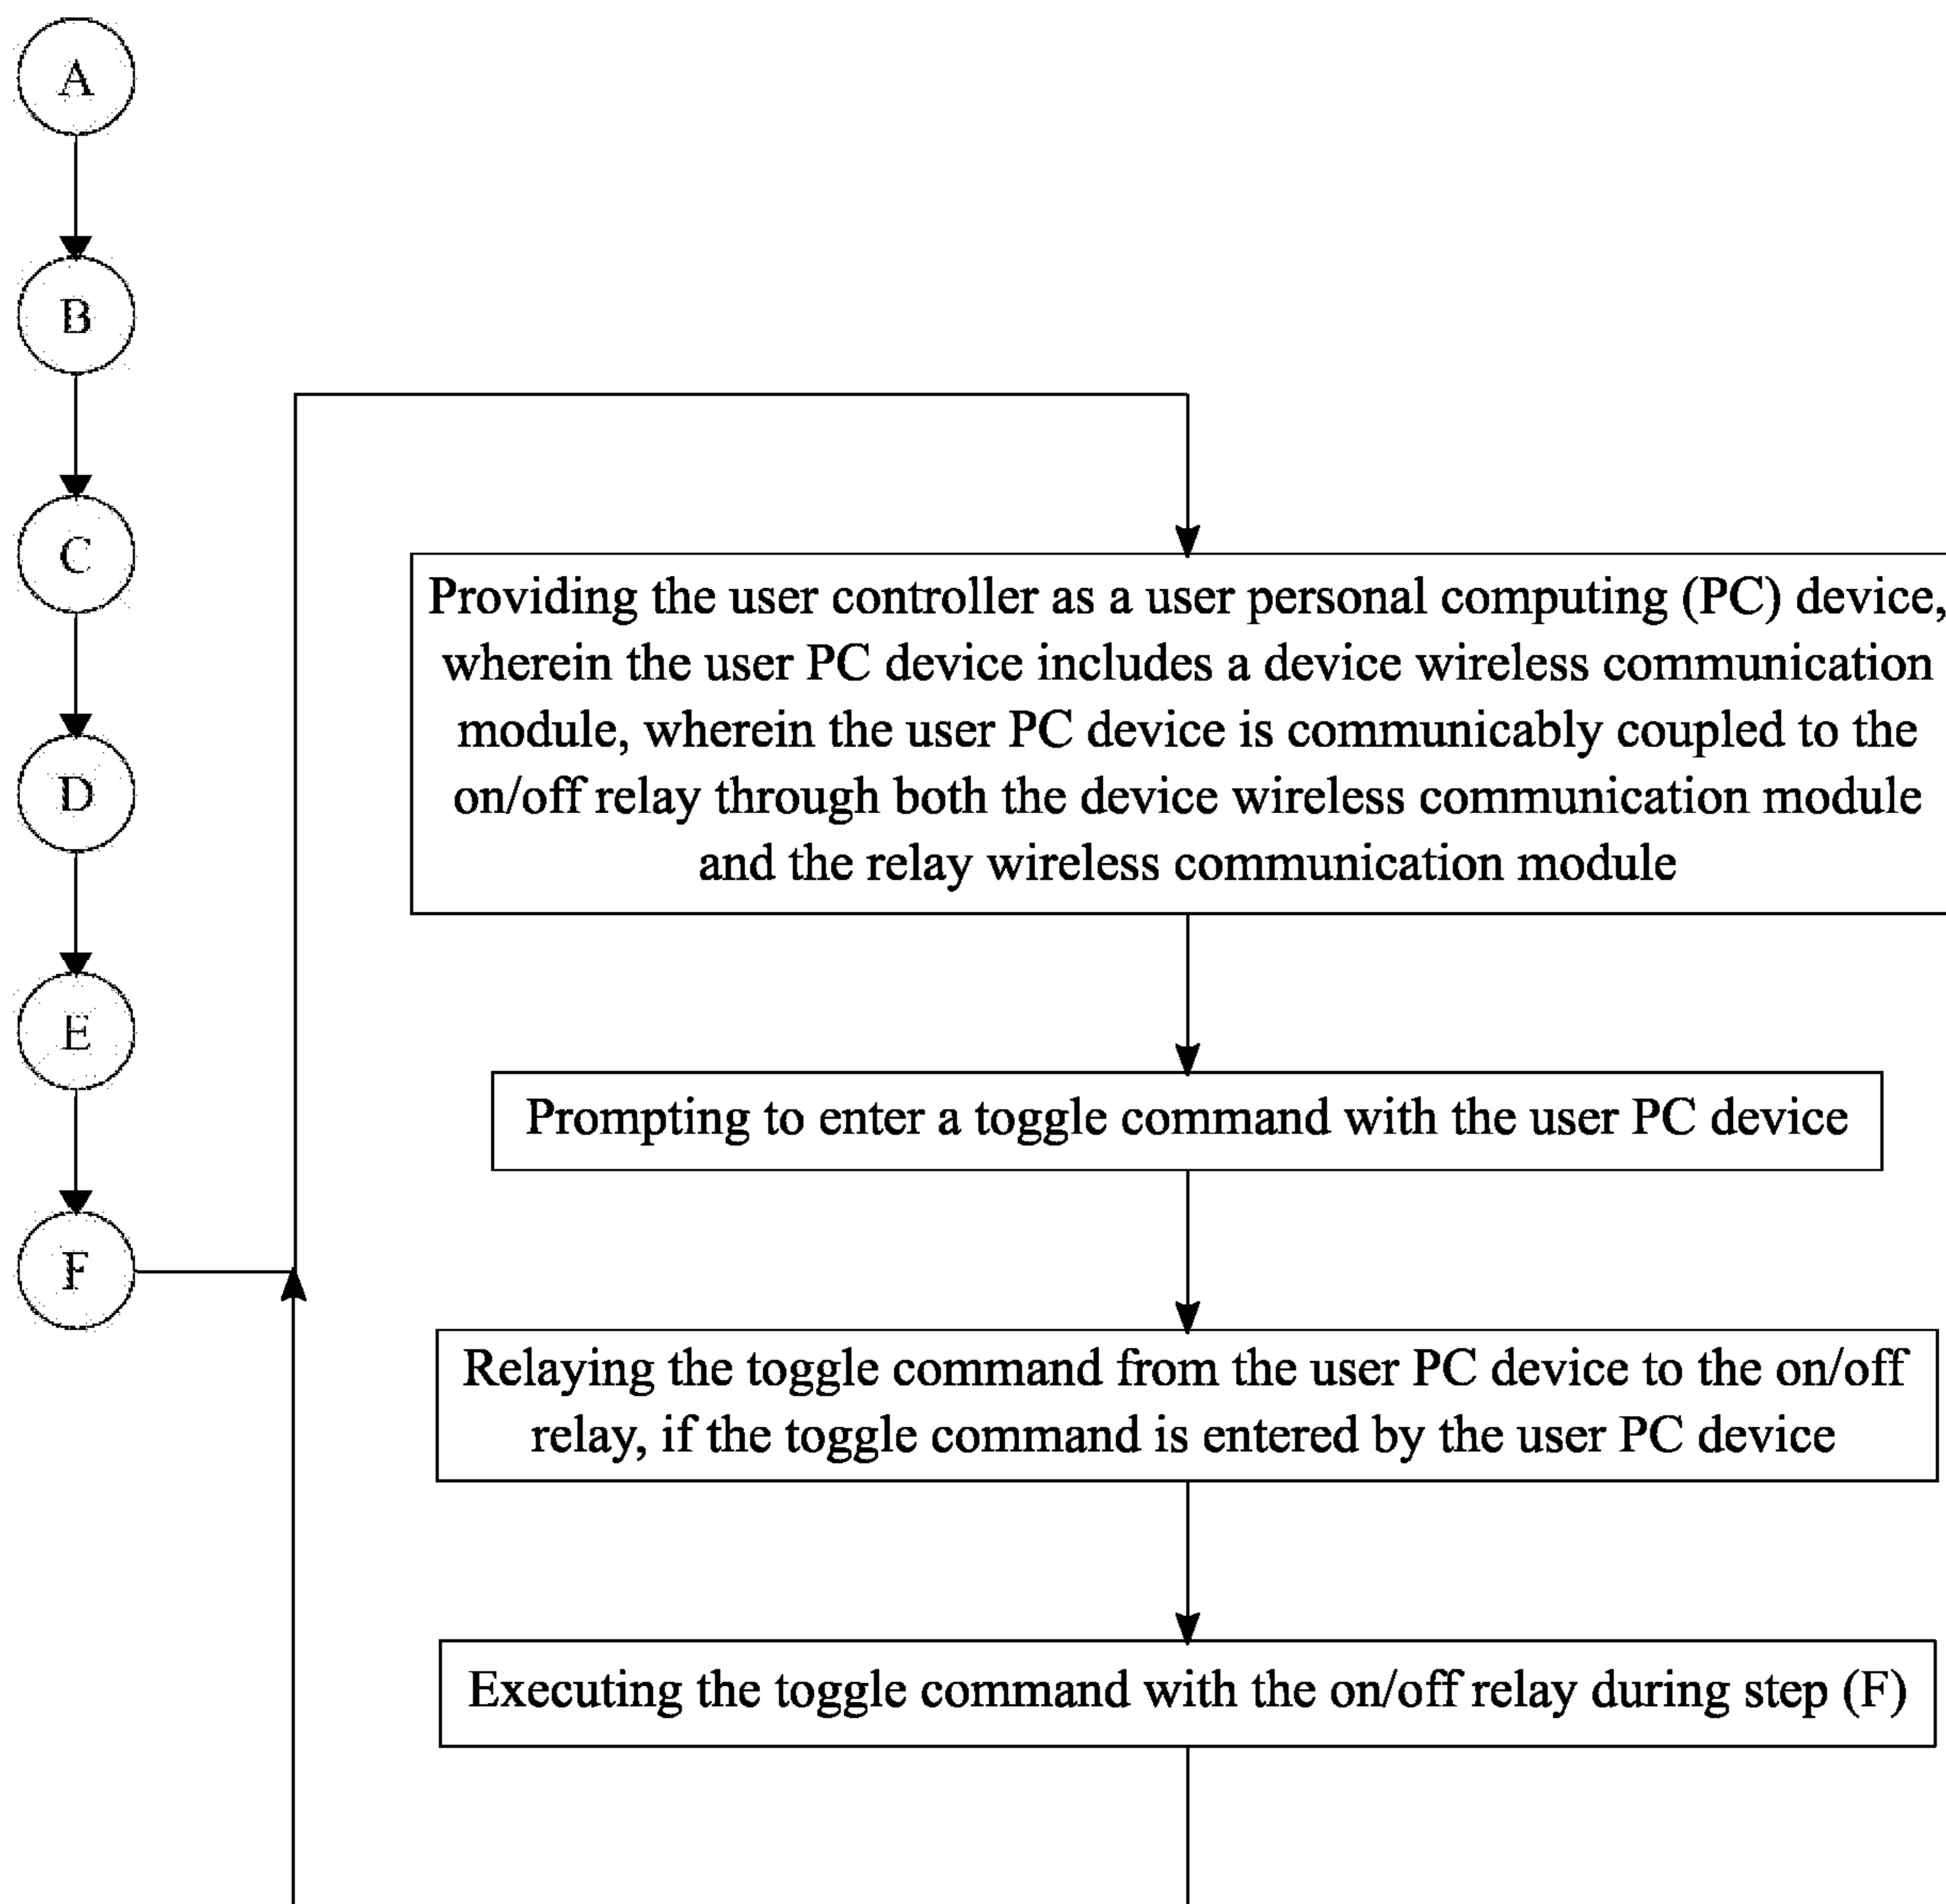 A
B
C
D
E
F
Providing the user controller as a user personal computing (PC) device,
wherein the user PC device includes a device wireless communication
module, wherein the user PC device is communicably coupled to the
on/off relay through both the device wireless communication module
and the relay wireless communication module
Prompting to enter a toggle command with the user PC device
Relaying the toggle command from the user PC device to the on/off
relay, if the toggle command is entered by the user PC device
Executing the toggle command with the on/off relay during step (F)